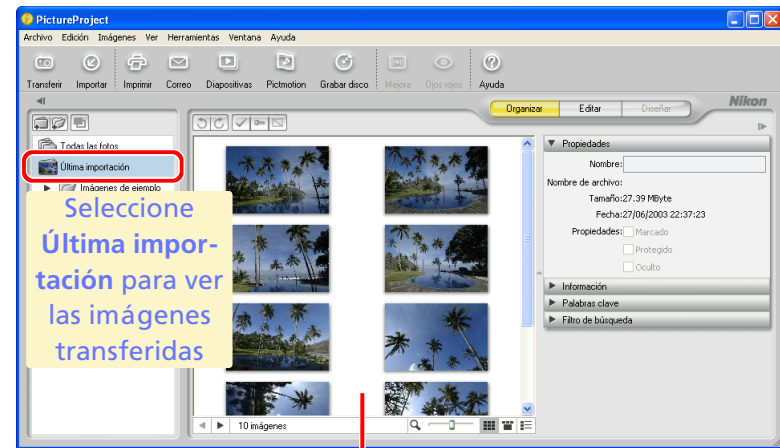 PictureProject
Archivo Edición Imágenes Ver Herramientas Ventana Ayuda
Transferir Importar Imprimir Correo Diapositivas Pictmotion Grabar disco Mejora Ojos rojos Ayuda
Organizar Editar Diseñar Nikon
Todas las fotos
Última importación
Imágenes de ejemplo
Seleccione
Última impor-
tación para ver
las imágenes
transferidas
10 imágenes
Propiedades
Nombre:
Nombre de archivo:
Tamaño:27.39 MByte
Fecha:27/06/2003 22:37:23
Propiedades: Marcado
Protegido
Oculto
Información
Palabras clave
Filtro de búsqueda